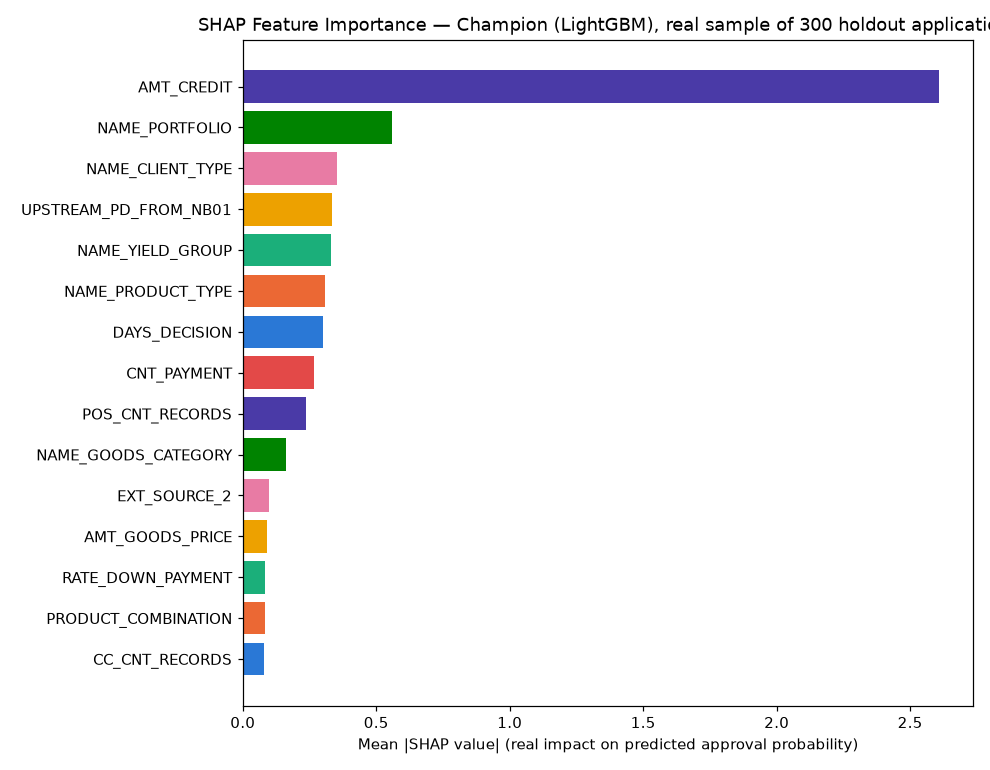 SHAP Feature Importance — Champion (LightGBM), real sample of 300 holdout applicatio
AMT_CREDIT
NAME_PORTFOLIO
NAME_CLIENT_TYPE
UPSTREAM_PD_FROM_NB01
NAME_YIELD_GROUP
NAME_PRODUCT_TYPE
DAYS_DECISION
CNT_PAYMENT
POS_CNT_RECORDS
NAME_GOODS_CATEGORY
EXT_SOURCE_2
AMT_GOODS_PRICE
RATE_DOWN_PAYMENT
PRODUCT_COMBINATION
CC_CNT_RECORDS
0.0 0.5 1.0 1.5 2.0 2.5
Mean |SHAP value| (real impact on predicted approval probability)